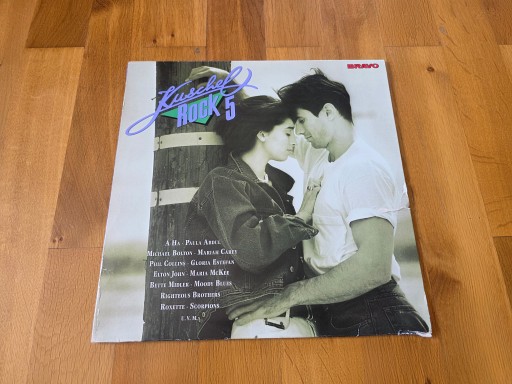 BRAVO
Kuschel
ROCK 5
A Ha · Paula Abdul
Michael Bolton · Mariah Carey
Phil Collins · Gloria Estefan
Elton John · Maria McKee
Bette Midler · Moody Blues
Righteous Brothers
Roxette · Scorpions
U.V.M.